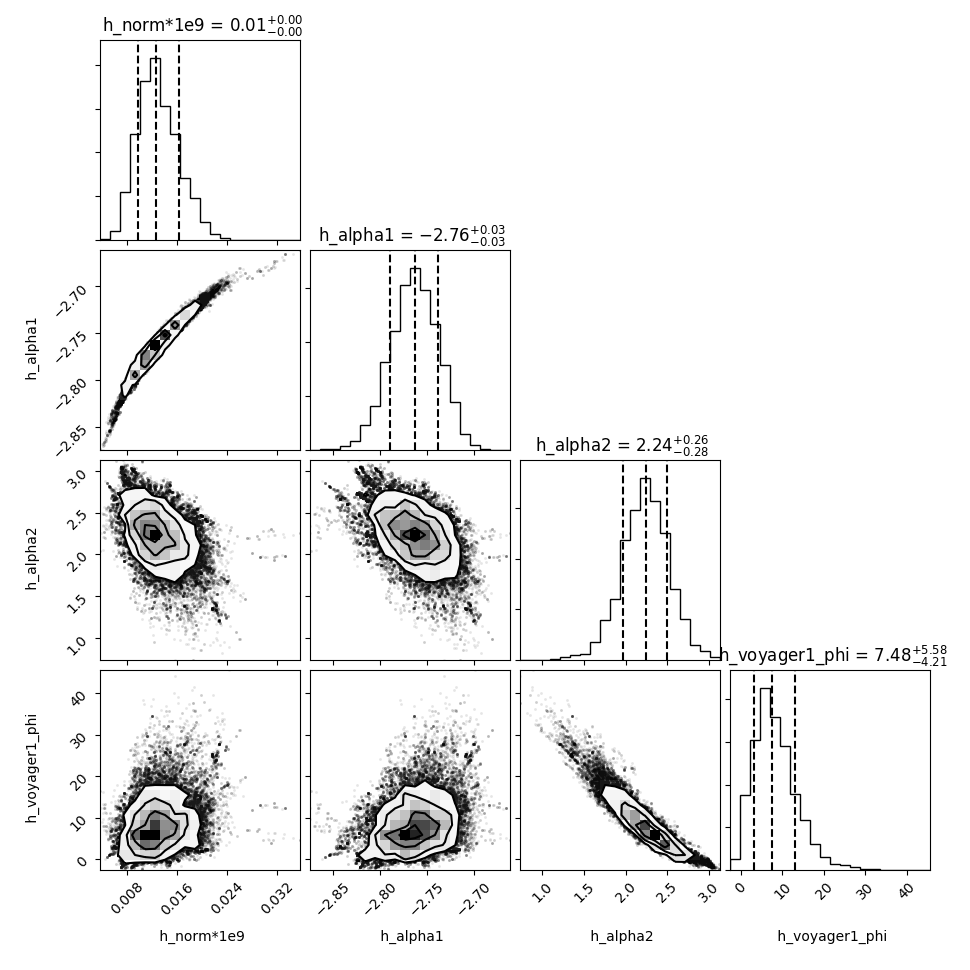 h_norm*1e9 = 0.01+0.00−0.00
h_alpha1 = −2.76+0.03−0.03
−2.70
−2.75
−2.80
−2.85
h_alpha1
h_alpha2 = 2.24+0.26−0.28
3.0
2.5
2.0
1.5
1.0
h_alpha2
h_voyager1_phi = 7.48+5.58−4.21
40
30
20
10
0
h_voyager1_phi
0.008 0.016 0.024 0.032
−2.85 −2.80 −2.75 −2.70
1.0 1.5 2.0 2.5 3.0
0 10 20 30 40
h_norm*1e9
h_alpha1
h_alpha2
h_voyager1_phi